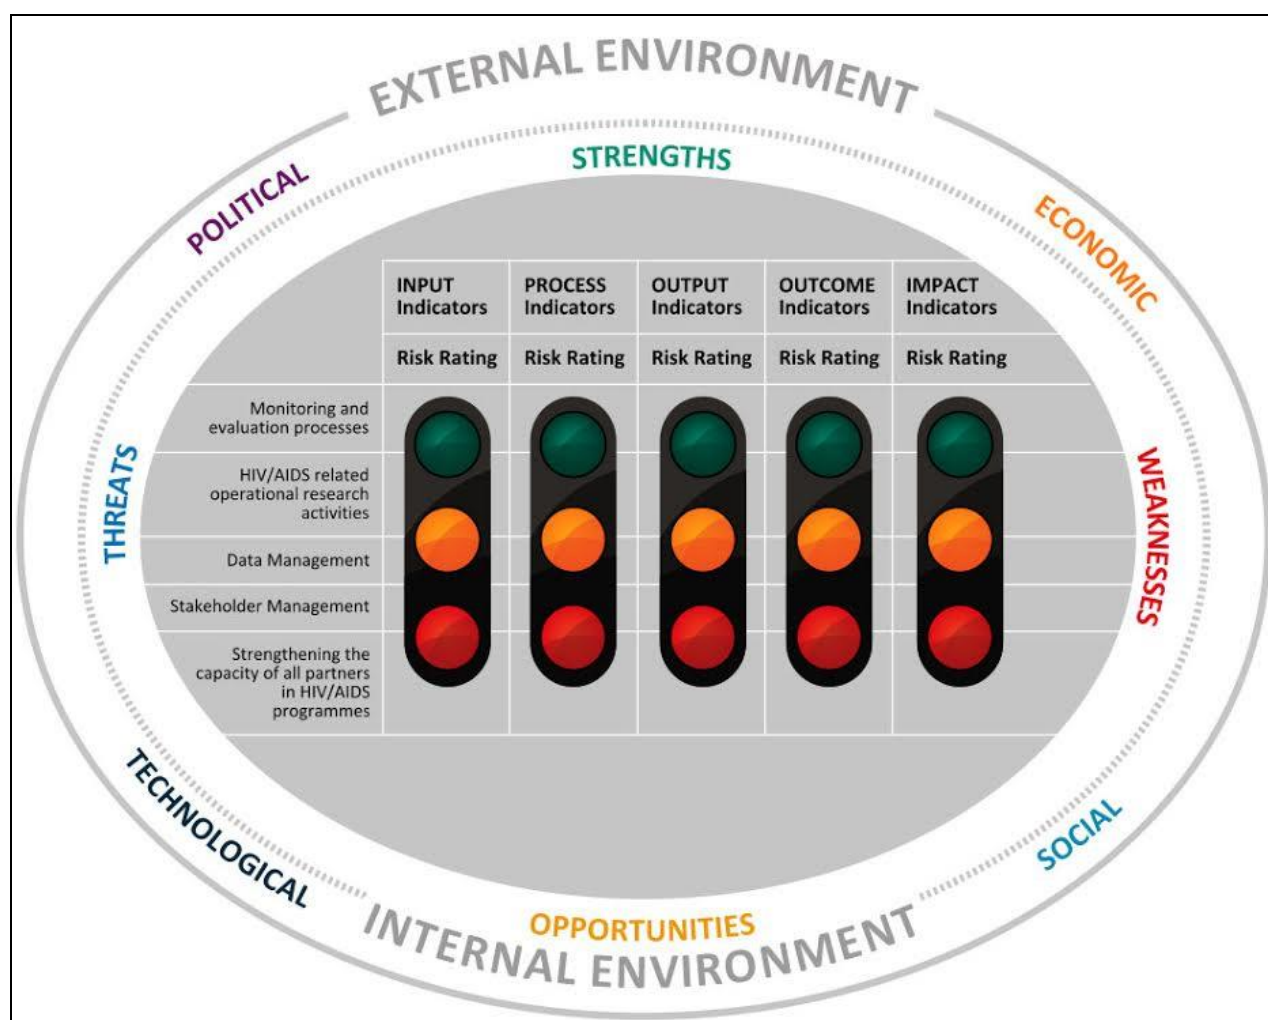 EXTERNAL ENVIRONMENT
STRENGTHS
POLITICAL
ECONOMIC
INPUT
Indicators
PROCESS
Indicators
OUTPUT
Indicators
OUTCOME
Indicators
IMPACT
Indicators
Risk Rating
Risk Rating
Risk Rating
Risk Rating
Risk Rating
Monitoring and
evaluation processes
HIV/AIDS related
operational research
activities
Data Management
Stakeholder Management
Strengthening the
capacity of all partners
in HIV/AIDS
programmes
THREATS
WEAKNESSES
TECHNOLOGICAL
SOCIAL
OPPORTUNITIES
INTERNAL ENVIRONMENT